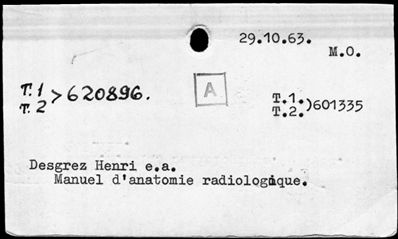 29.10.63.
M.O.
T.1 > 620896.
T.2
A
T.1.)601335
T.2.
Desgrez Henri e.a.
Manuel d'anatomie radiologique.